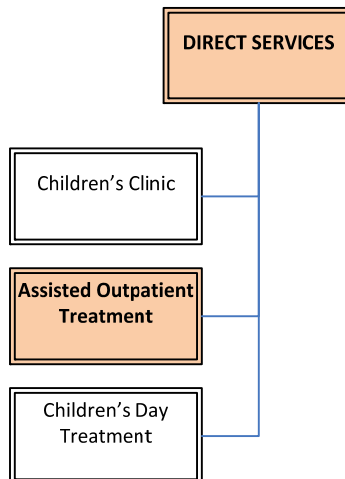 DIRECT SERVICES
Children’s Clinic
Assisted Outpatient
Treatment
Children’s Day
Treatment